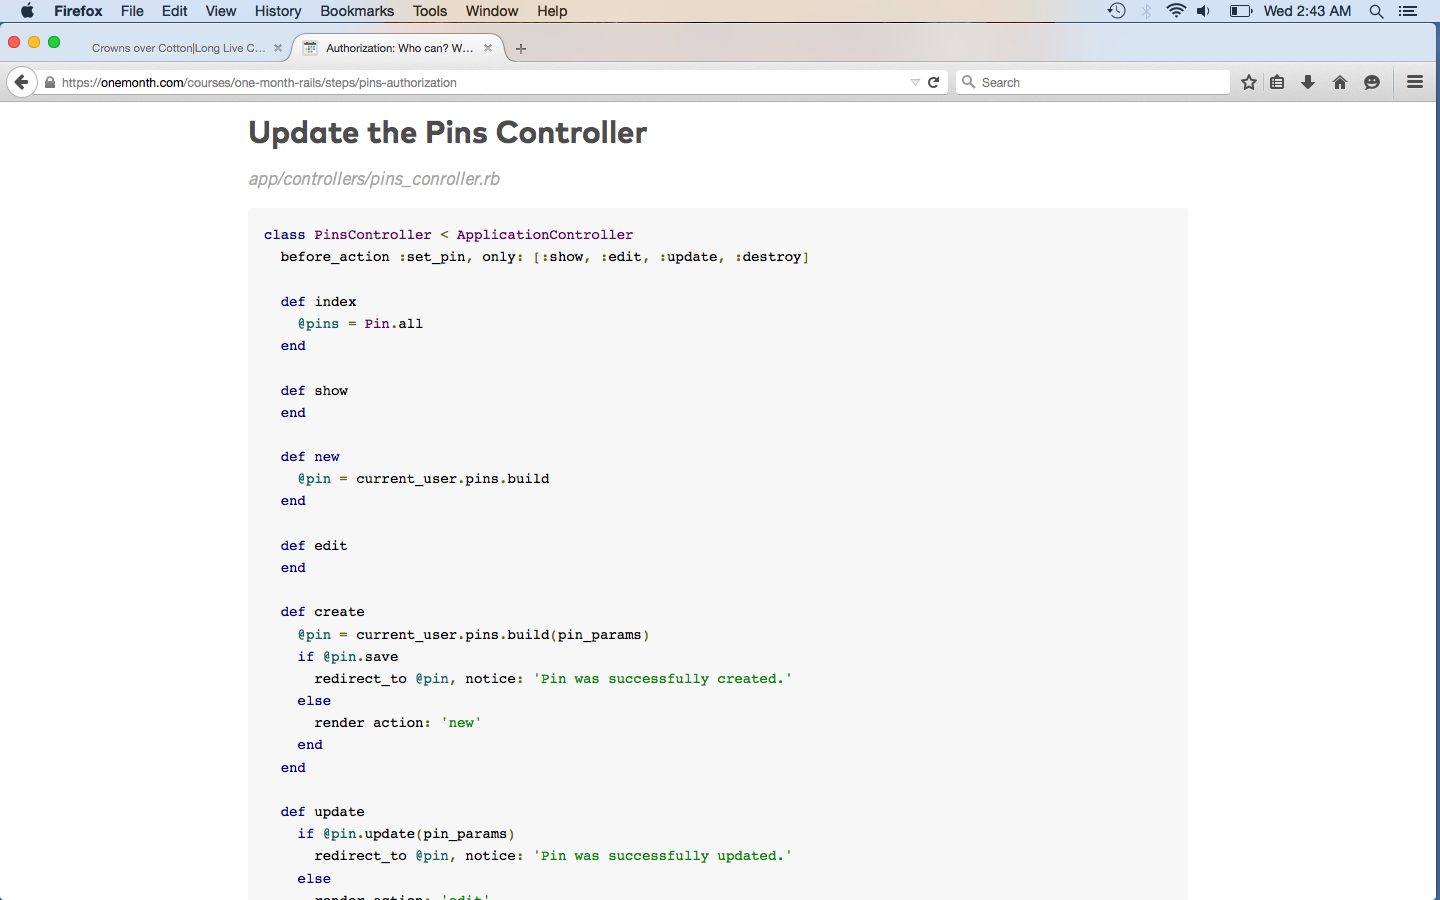 Firefox File Edit View History Bookmarks Tools Window Help Wed 2:43 AM
Crowns over Cotton|Long Live C... Authorization: Who can? W...
https://onemonth.com/courses/one-month-rails/steps/pins-authorization Search
Update the Pins Controller
app/controllers/pins_conroller.rb
class PinsController < ApplicationController
before_action :set_pin, only: [:show, :edit, :update, :destroy]
def index
@pins = Pin.all
end
def show
end
def new
@pin = current_user.pins.build
end
def edit
end
def create
@pin = current_user.pins.build(pin_params)
if @pin.save
redirect_to @pin, notice: 'Pin was successfully created.'
else
render action: 'new'
end
end
def update
if @pin.update(pin_params)
redirect_to @pin, notice: 'Pin was successfully updated.'
else
render action: 'edit'